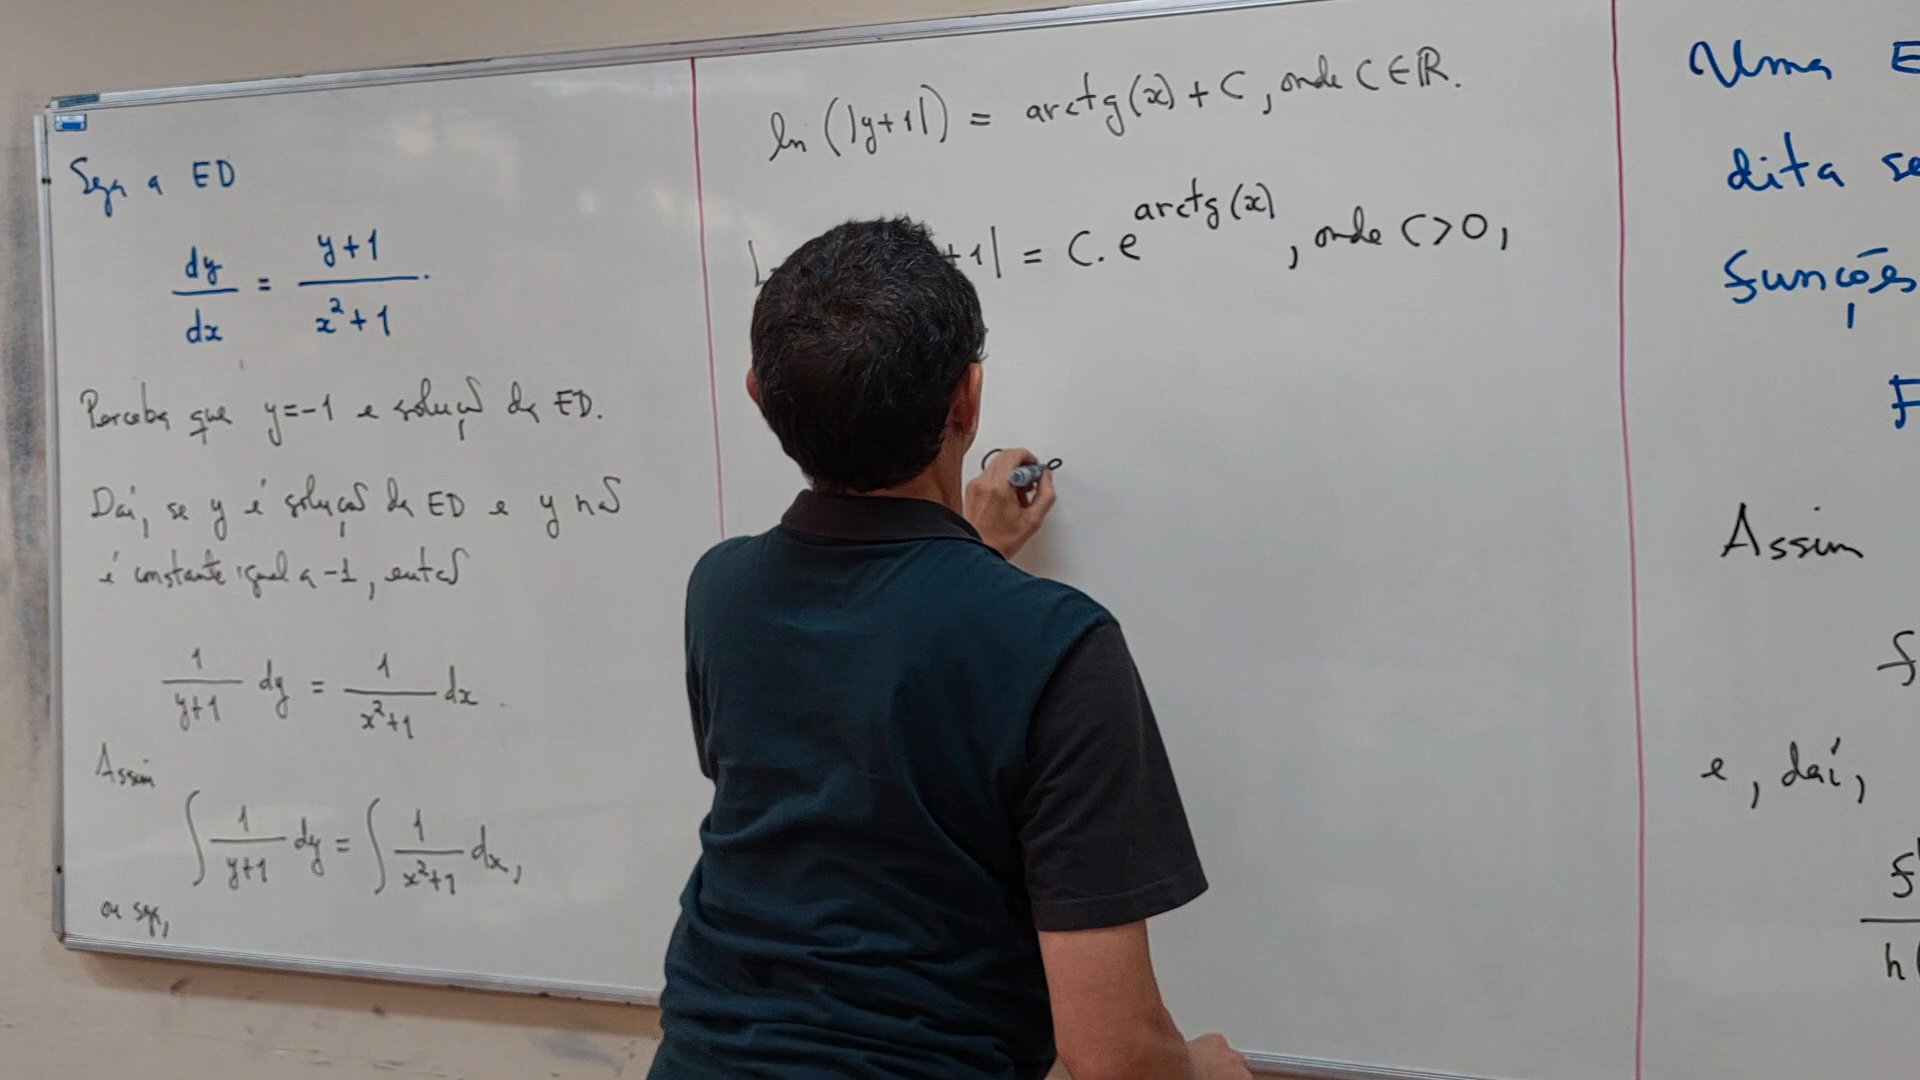 Seja a ED
dy/dx = (y+1)/(x²+1).
Perceba que y=-1 e solução da ED.
Daí, se y é solução da ED e y não
é constante igual a -1, então
1/(y+1) dy = 1/(x²+1) dx.
Assim
∫ 1/(y+1) dy = ∫ 1/(x²+1) dx,
ou seja,
ln (|y+1|) = arctg(x) + C, onde C∈ℝ.
+1| = C. e^arctg(x), onde C>0,
Uma E
dita se
funções
F
Assim
f
e, daí,
h(